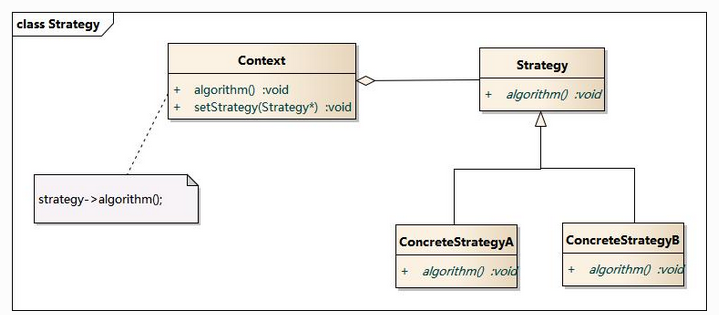 class Strategy
Context
+ algorithm() :void
+ setStrategy(Strategy*) :void
Strategy
+ algorithm() :void
strategy->algorithm();
ConcreteStrategyA
+ algorithm() :void
ConcreteStrategyB
+ algorithm() :void